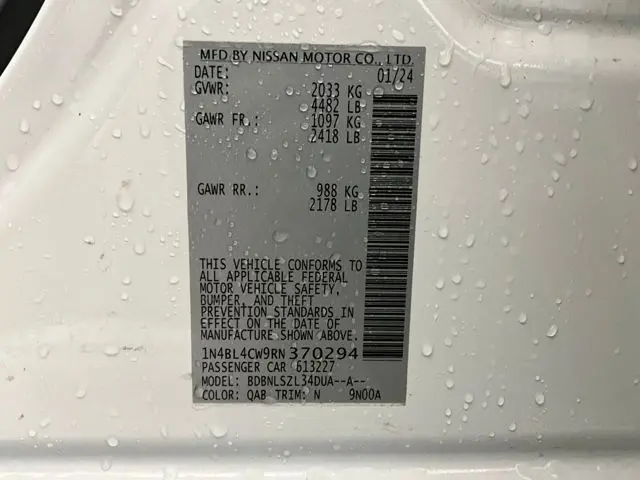 MFD BY NISSAN MOTOR CO., LTD.
DATE: 01/24
GVWR: 2033 KG
4482 LB
GAWR FR.: 1097 KG
2418 LB
GAWR RR.: 988 KG
2178 LB
THIS VEHICLE CONFORMS TO
ALL APPLICABLE FEDERAL
MOTOR VEHICLE SAFETY,
BUMPER, AND THEFT
PREVENTION STANDARDS IN
EFFECT ON THE DATE OF
MANUFACTURE SHOWN ABOVE.
1N4BL4CW9RN370294
PASSENGER CAR 613227
MODEL: BDBNLSZL34DUA--A--
COLOR: QAB TRIM: N 9N00A